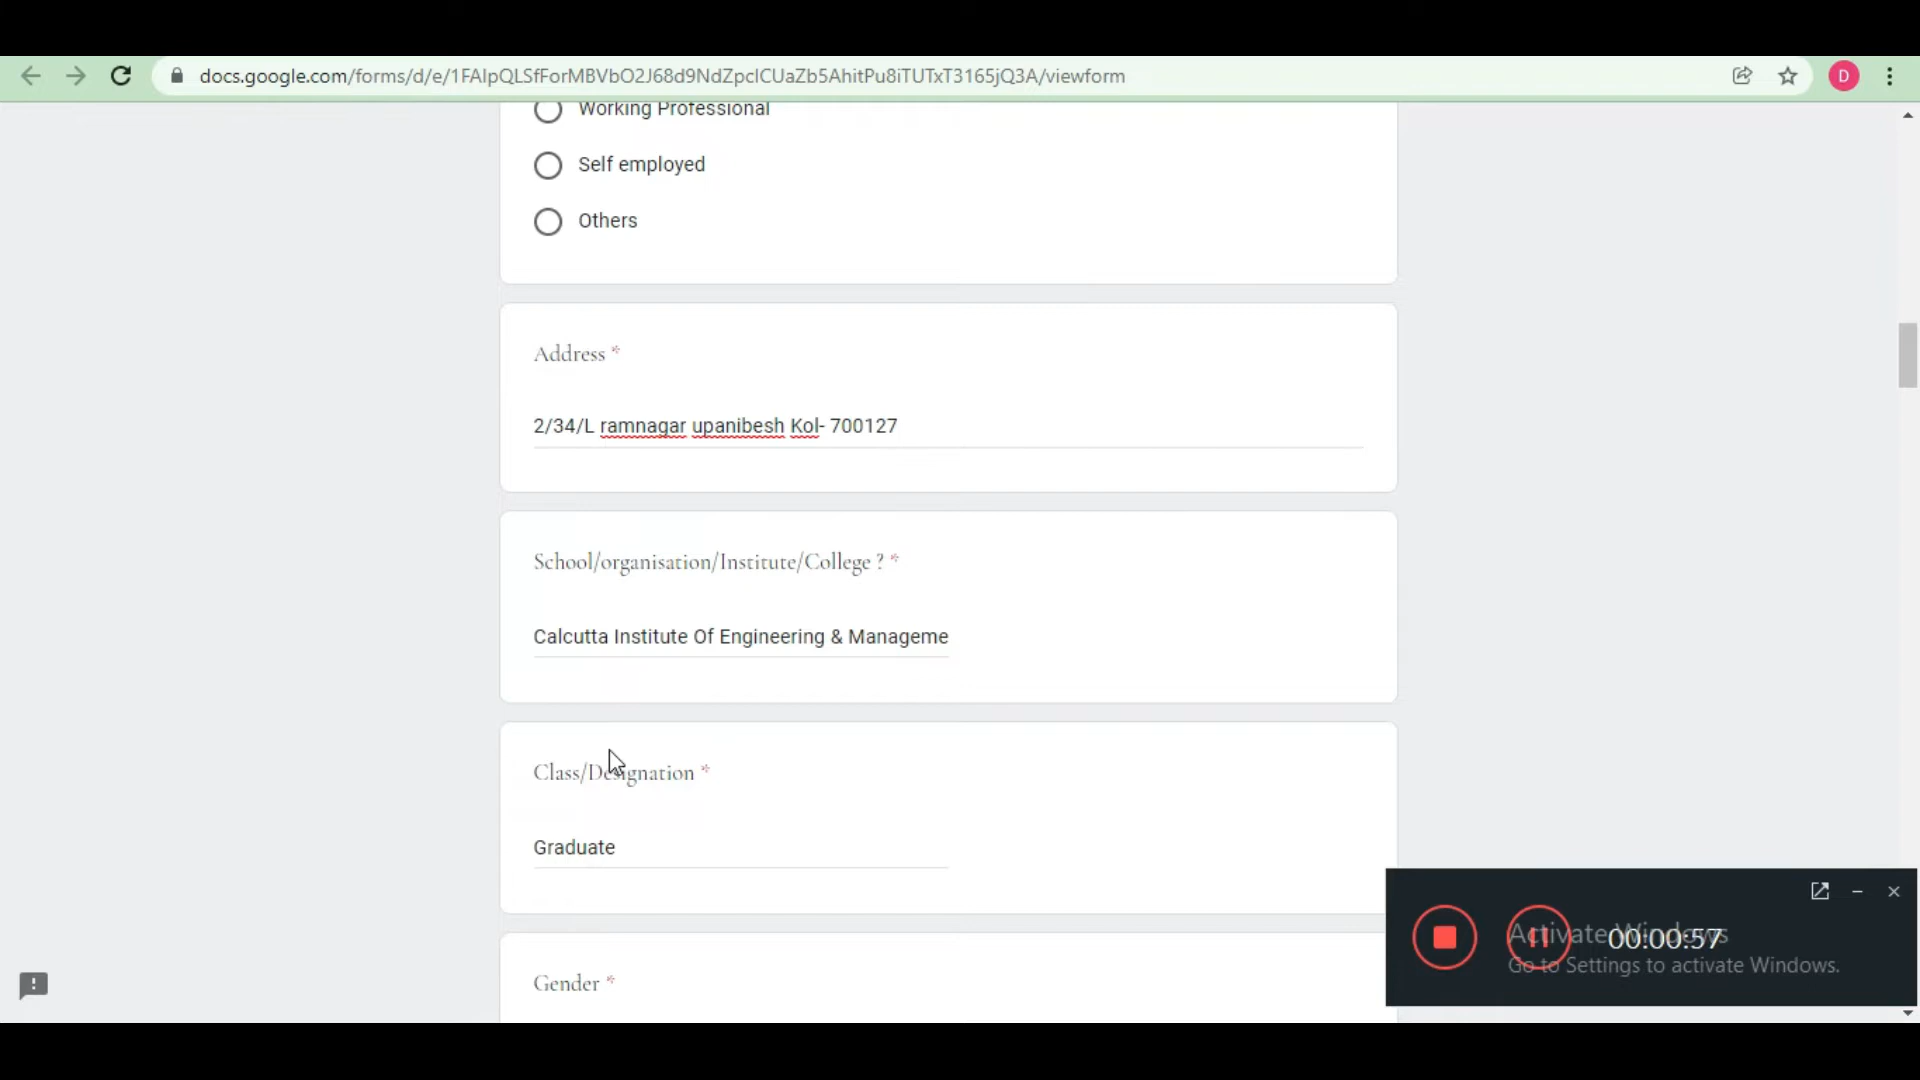 docs.google.com/forms/d/e/1FAIpQLSfForMBVbO2J68d9NdZpcICUaZb5AhitPu8iTUTxT3165jQ3A/viewform
D
Working Professional
Self employed
Others
Address *
2/34/L ramnagar upanibesh Kol- 700127
School/organisation/Institute/College ? *
Calcutta Institute Of Engineering & Manageme
Class/Designation *
Graduate
Gender *
Activate Windows
00:00:57
Go to Settings to activate Windows.